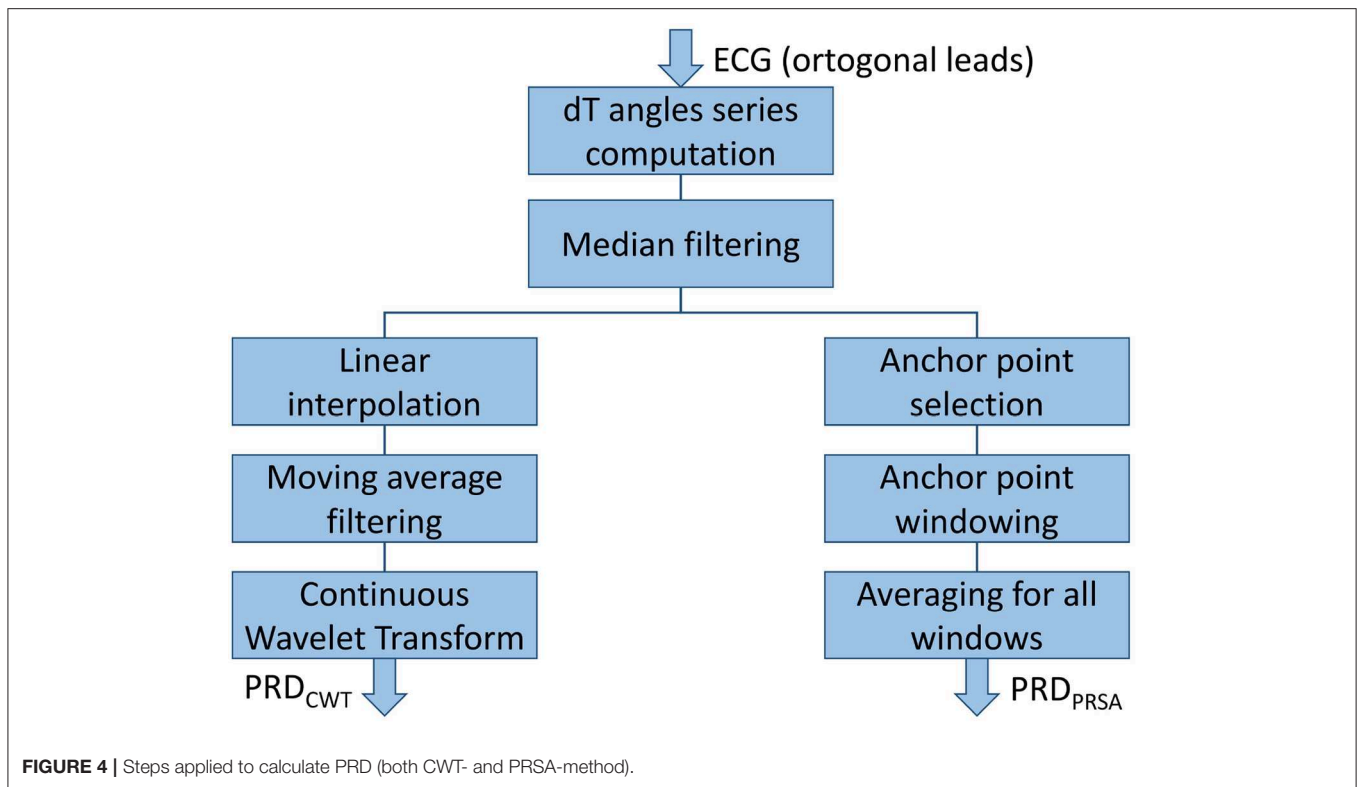 ECG (ortogonal leads)
dT angles series
computation
Median filtering
Linear
interpolation
Moving average
filtering
Continuous
Wavelet Transform
PRD_CWT
Anchor point
selection
Anchor point
windowing
Averaging for all
windows
PRD_PRSA
FIGURE 4 | Steps applied to calculate PRD (both CWT- and PRSA-method).